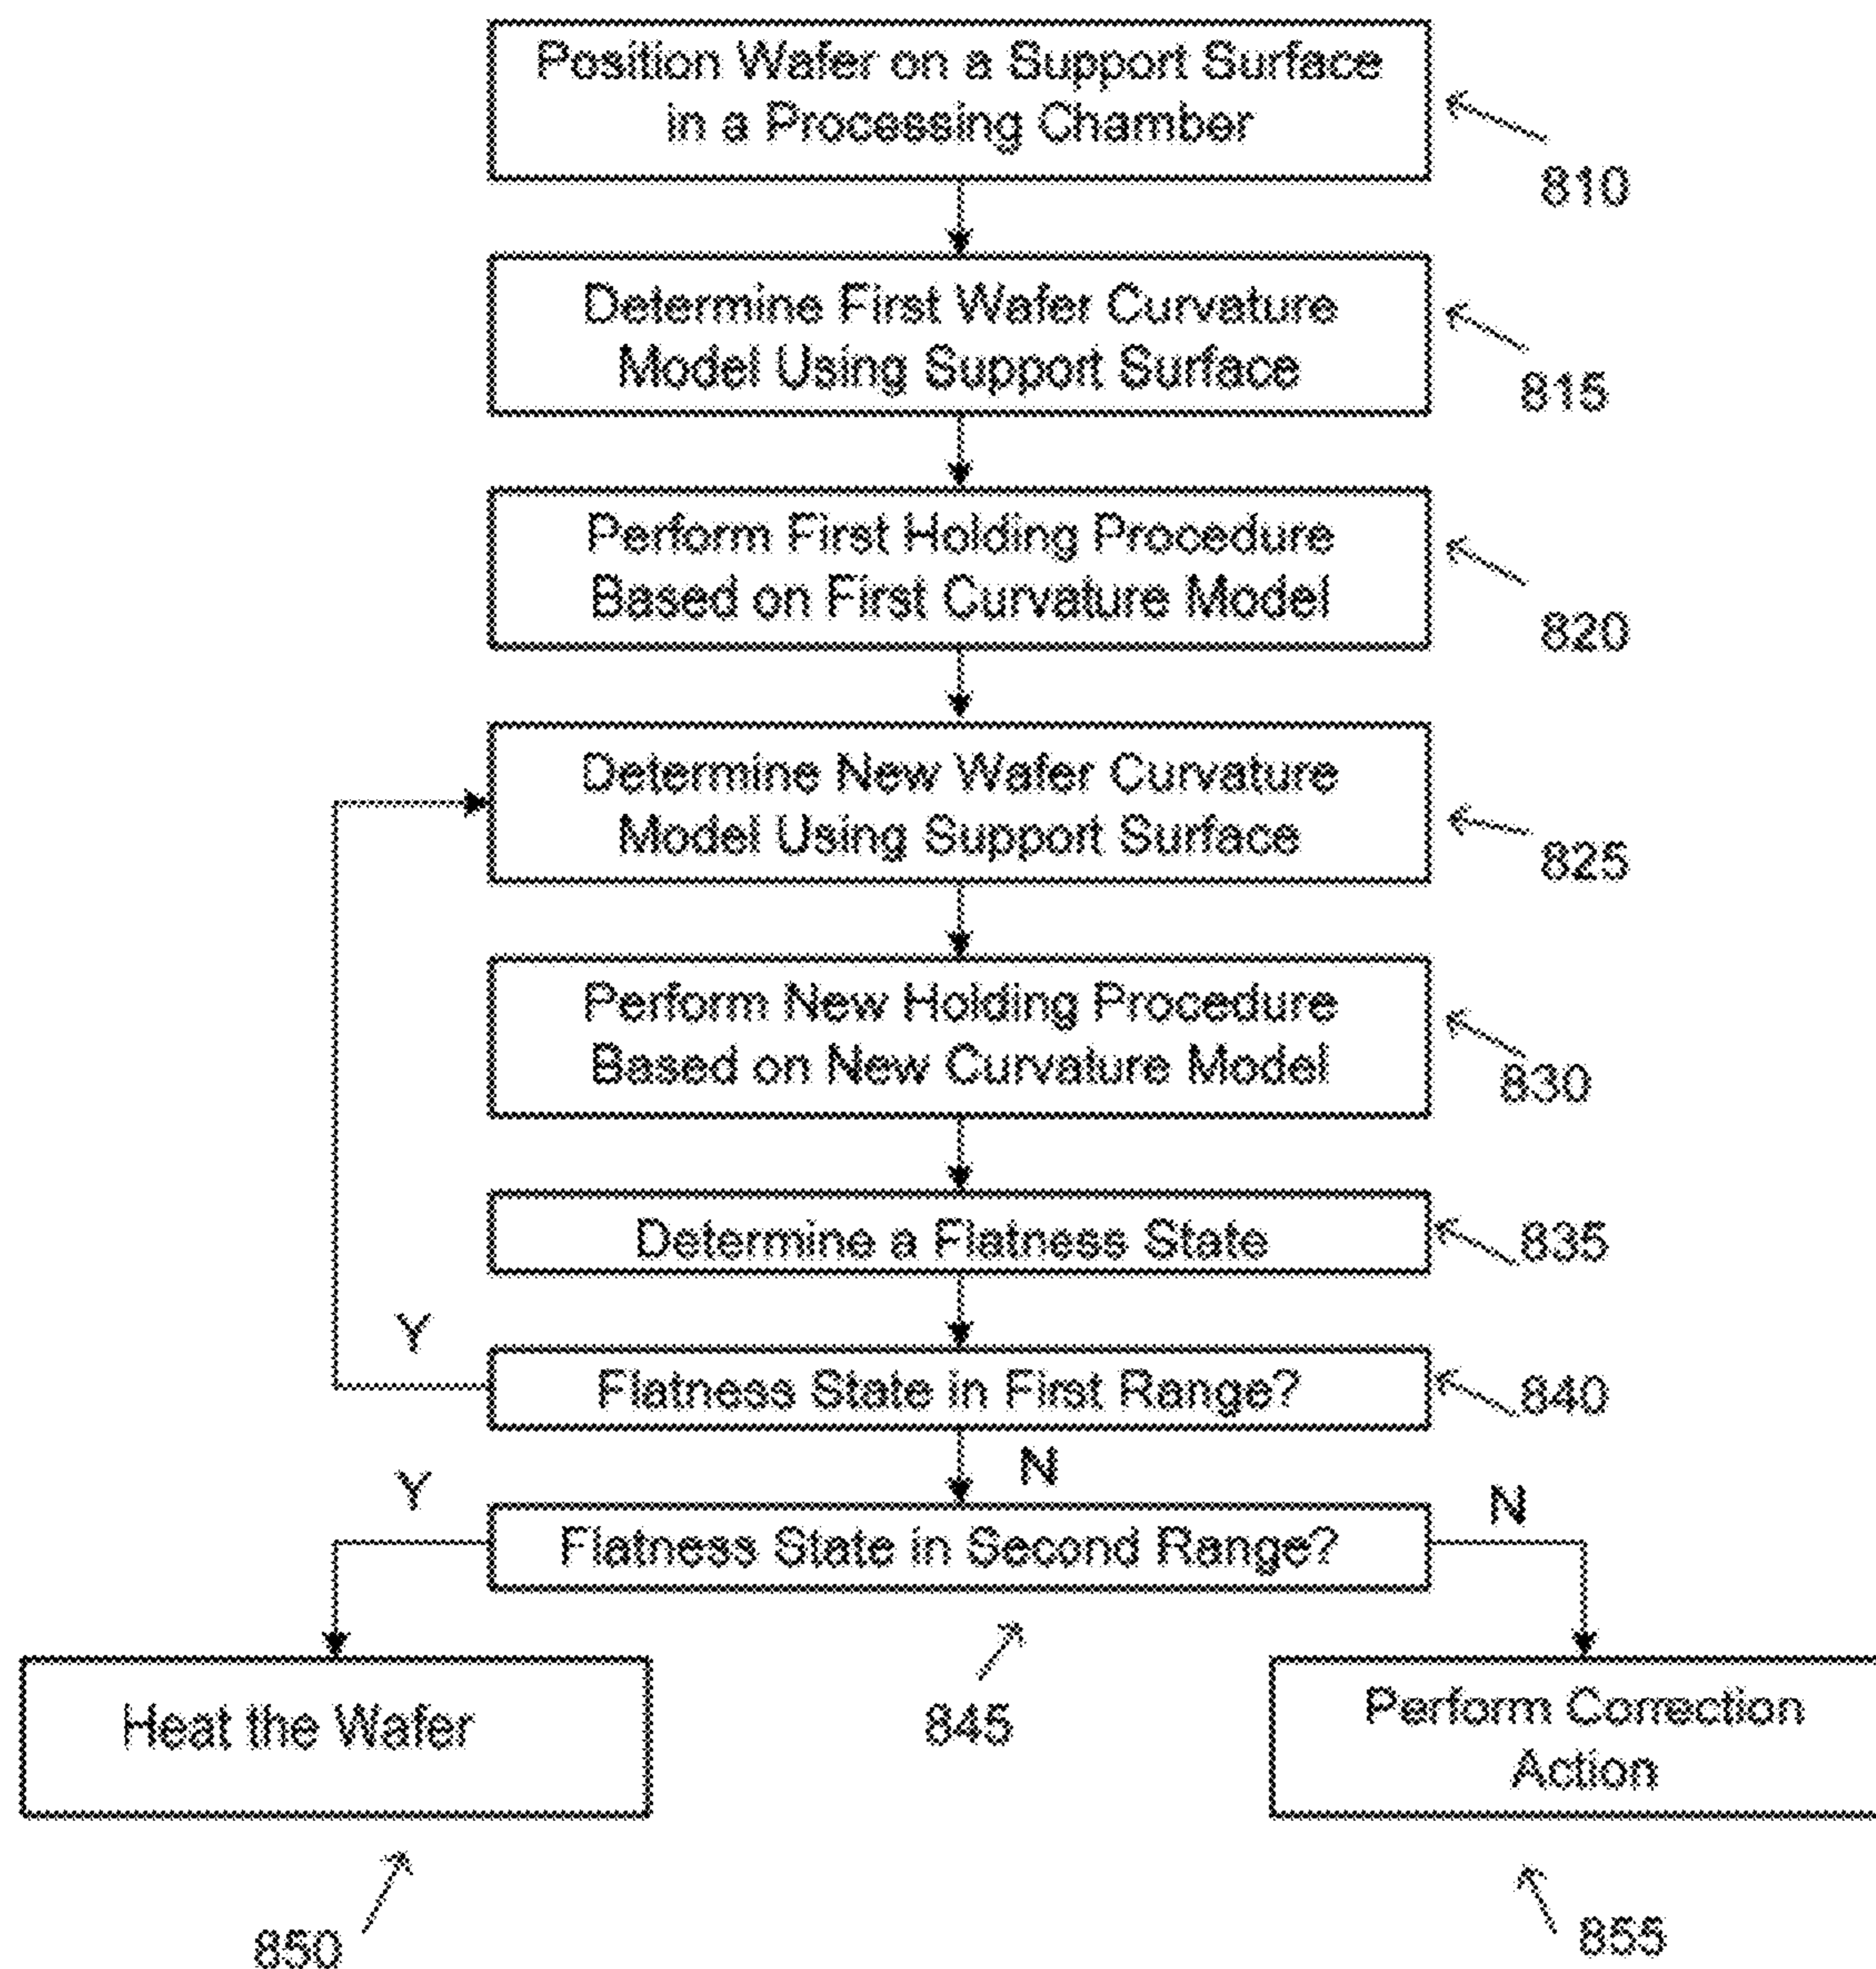 Position Wafer on a Support Surface
in a Processing Chamber
810
Determine First Wafer Curvature
Model Using Support Surface
815
Perform First Holding Procedure
Based on First Curvature Model
820
Determine New Wafer Curvature
Model Using Support Surface
825
Perform New Holding Procedure
Based on New Curvature Model
830
Determine a Flatness State
835
Y
Flatness State in First Range?
840
N
Y
Flatness State in Second Range?
N
845
Heat the Wafer
850
Perform Correction
Action
855